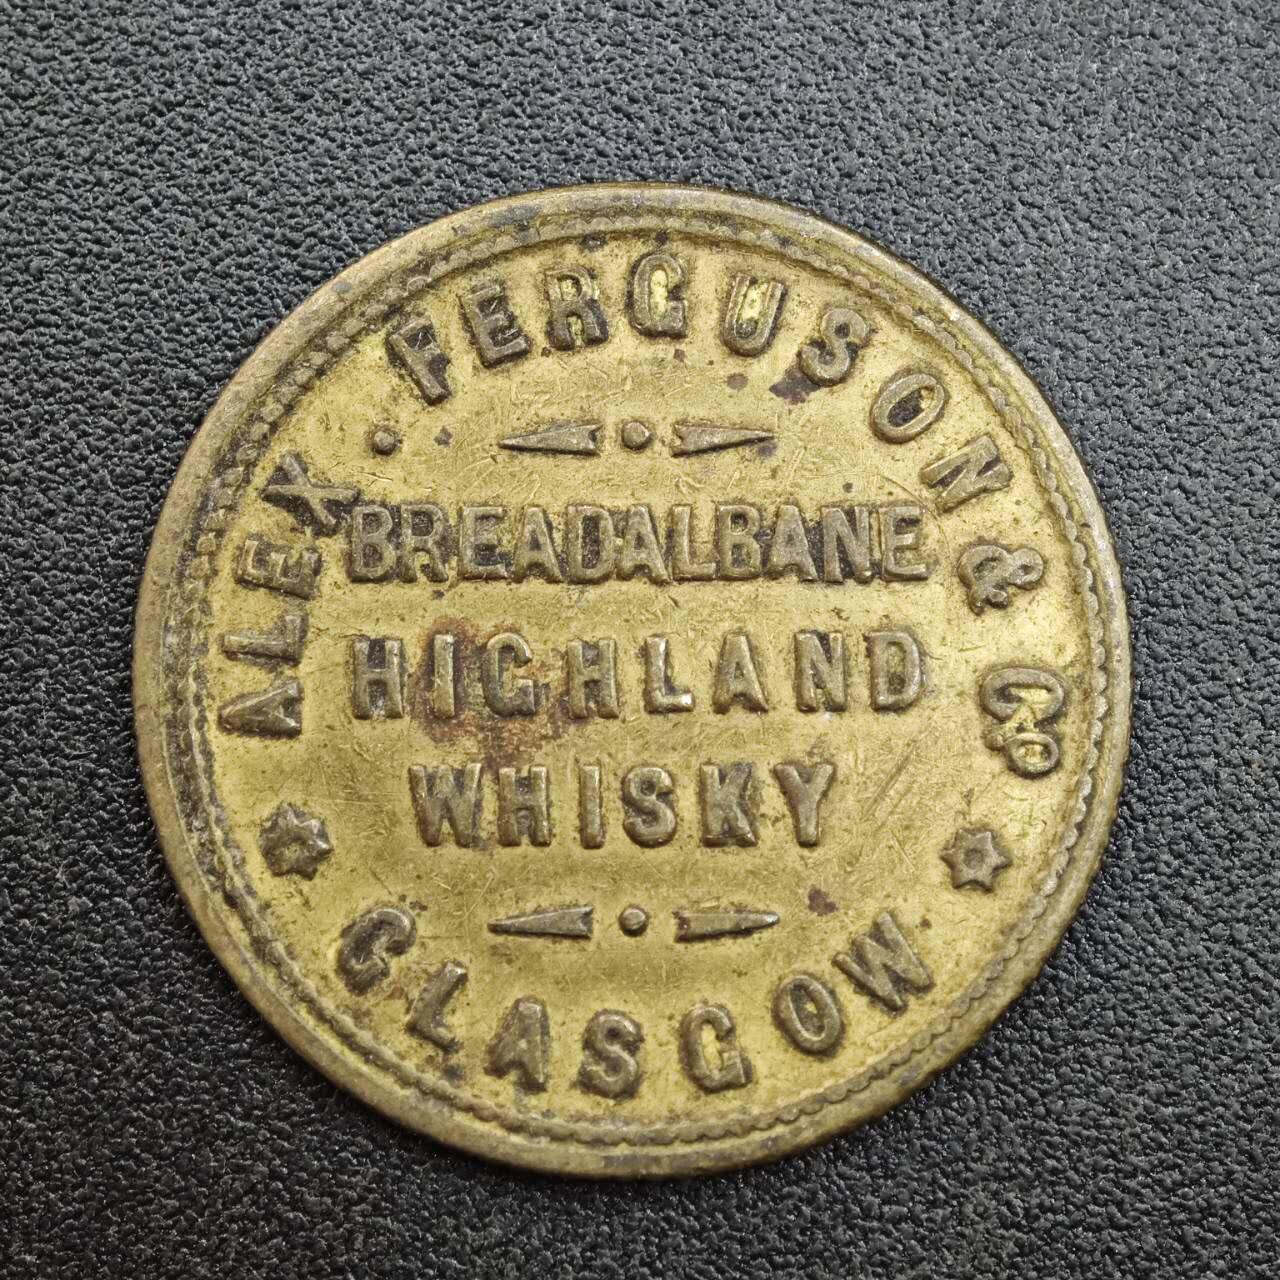 ALEX · FERGUSON & Co
BREADALBANE
HIGHLAND
WHISKY
GLASGOW